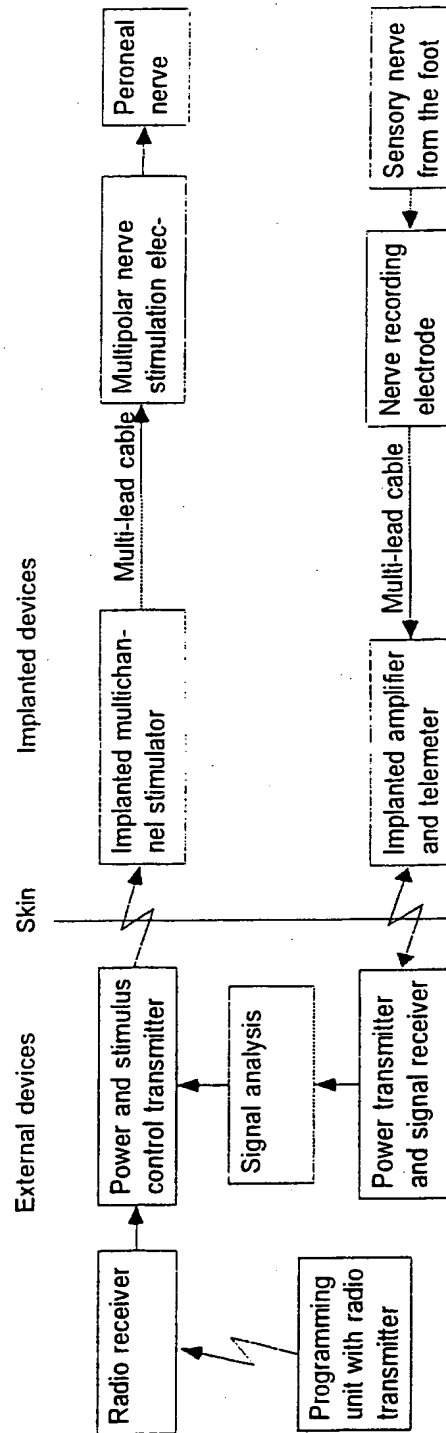 External devices
Skin
Implanted devices
Radio receiver
Power and stimulus
control transmitter
Implanted multichan-
nel stimulator
Multi-lead cable
Multipolar nerve
stimulation elec-
Peroneal
nerve
Signal analysis
Programming
unit with radio
transmitter
Power transmitter
and signal receiver
Implanted amplifier
and telemeter
Multi-lead cable
Nerve recording
electrode
Sensory nerve
from the foot